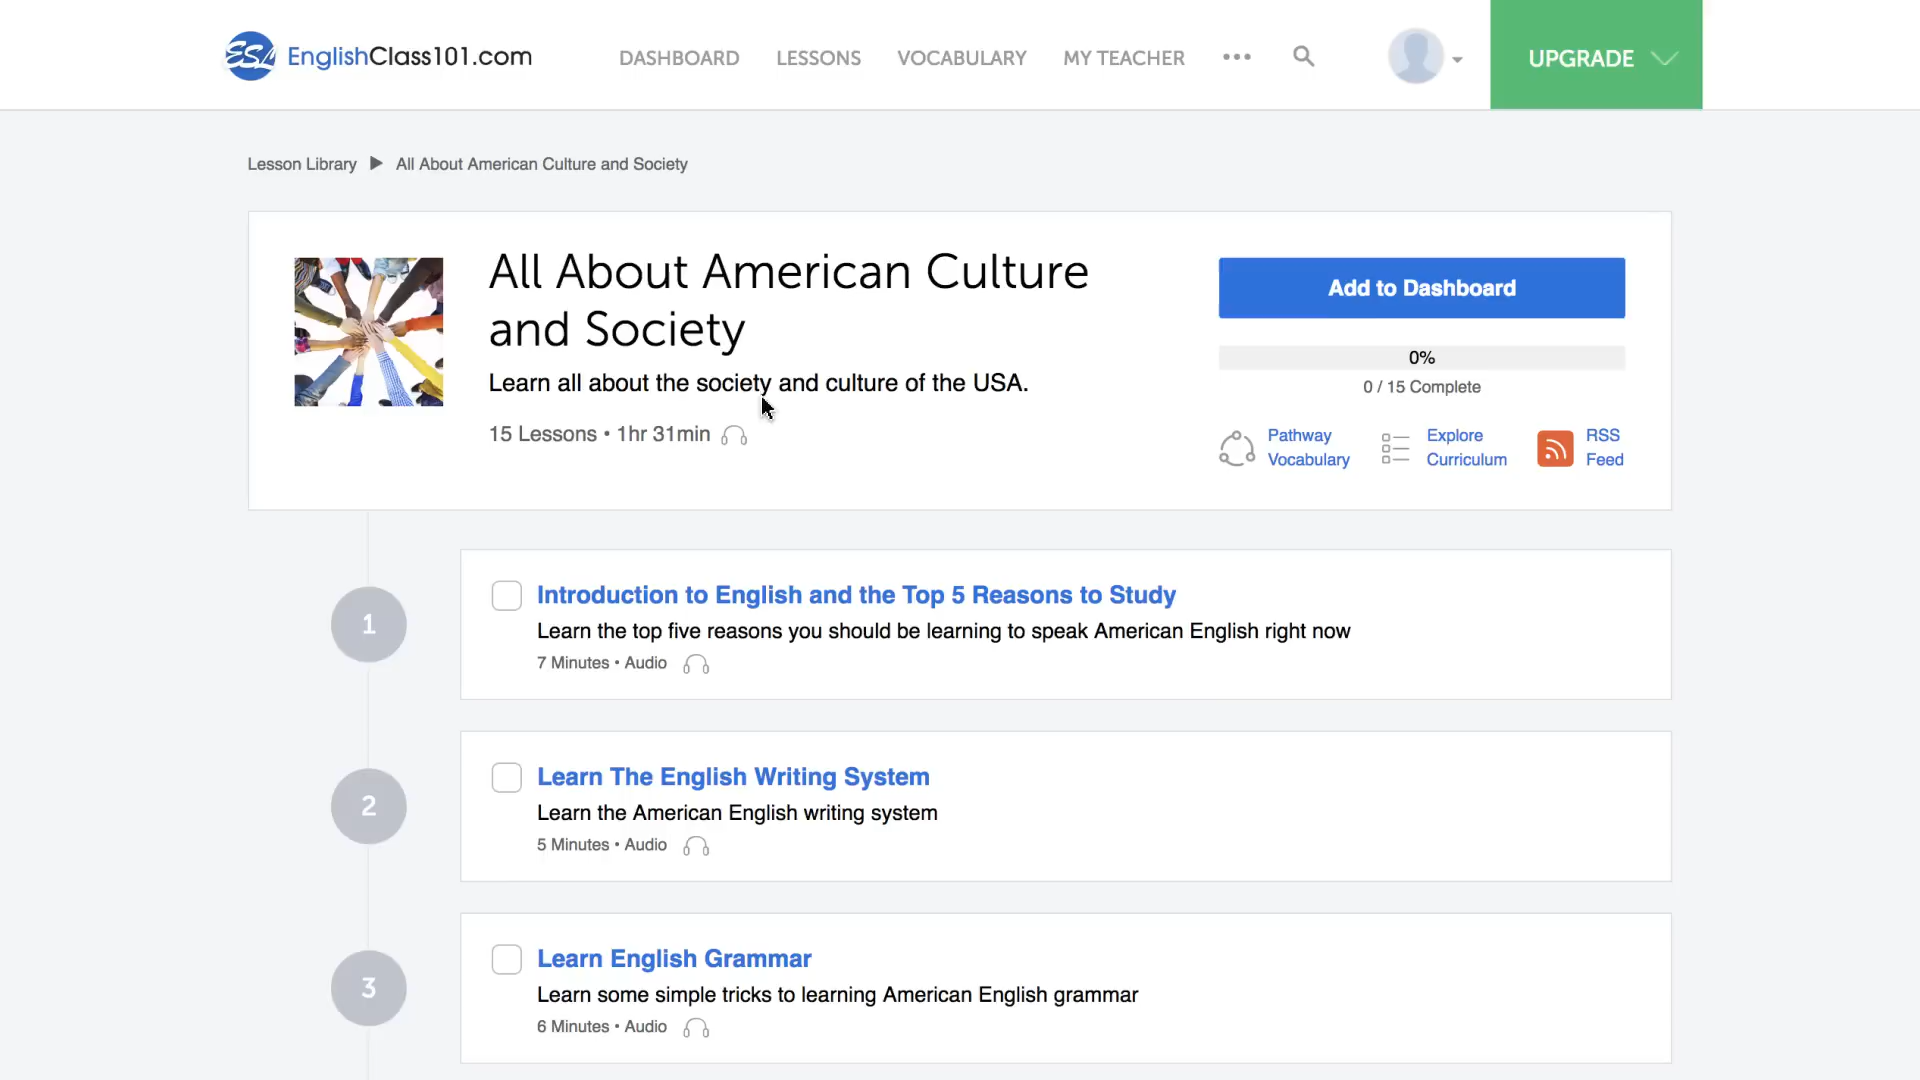 ESL EnglishClass101.com
DASHBOARD LESSONS VOCABULARY MY TEACHER ••• UPGRADE
Lesson Library ▶ All About American Culture and Society
All About American Culture
and Society
Learn all about the society and culture of the USA.
15 Lessons • 1hr 31min
Add to Dashboard
0%
0 / 15 Complete
Pathway
Vocabulary
Explore
Curriculum
RSS
Feed
1
Introduction to English and the Top 5 Reasons to Study
Learn the top five reasons you should be learning to speak American English right now
7 Minutes • Audio
2
Learn The English Writing System
Learn the American English writing system
5 Minutes • Audio
3
Learn English Grammar
Learn some simple tricks to learning American English grammar
6 Minutes • Audio